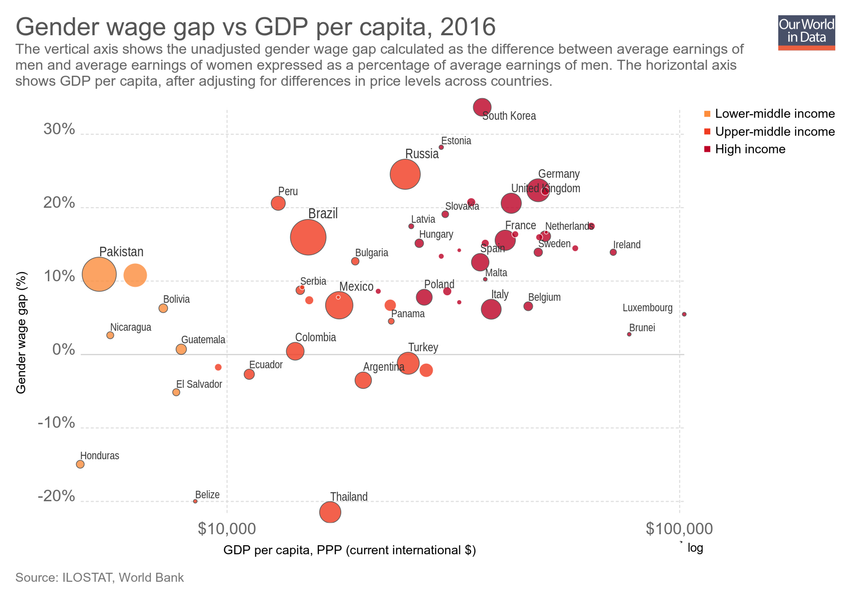 Gender wage gap vs GDP per capita, 2016
Our World
in Data
The vertical axis shows the unadjusted gender wage gap calculated as the difference between average earnings of
men and average earnings of women expressed as a percentage of average earnings of men. The horizontal axis
shows GDP per capita, after adjusting for differences in price levels across countries.
Lower-middle income
Upper-middle income
High income
South Korea
30%
Estonia
Russia
Germany
United Kingdom
Peru
20%
Slovakia
Brazil
Latvia
France
Netherlands
Hungary
Sweden
Ireland
Pakistan
Bulgaria
Spain
Malta
10%
Serbia
Mexico
Poland
Italy
Belgium
Bolivia
Luxembourg
Panama
Nicaragua
Brunei
Guatemala
Colombia
0%
Turkey
Ecuador
Argentina
El Salvador
-10%
Honduras
Belize
Thailand
-20%
$10,000
$100,000
Gender wage gap (%)
GDP per capita, PPP (current international $)
log
Source: ILOSTAT, World Bank